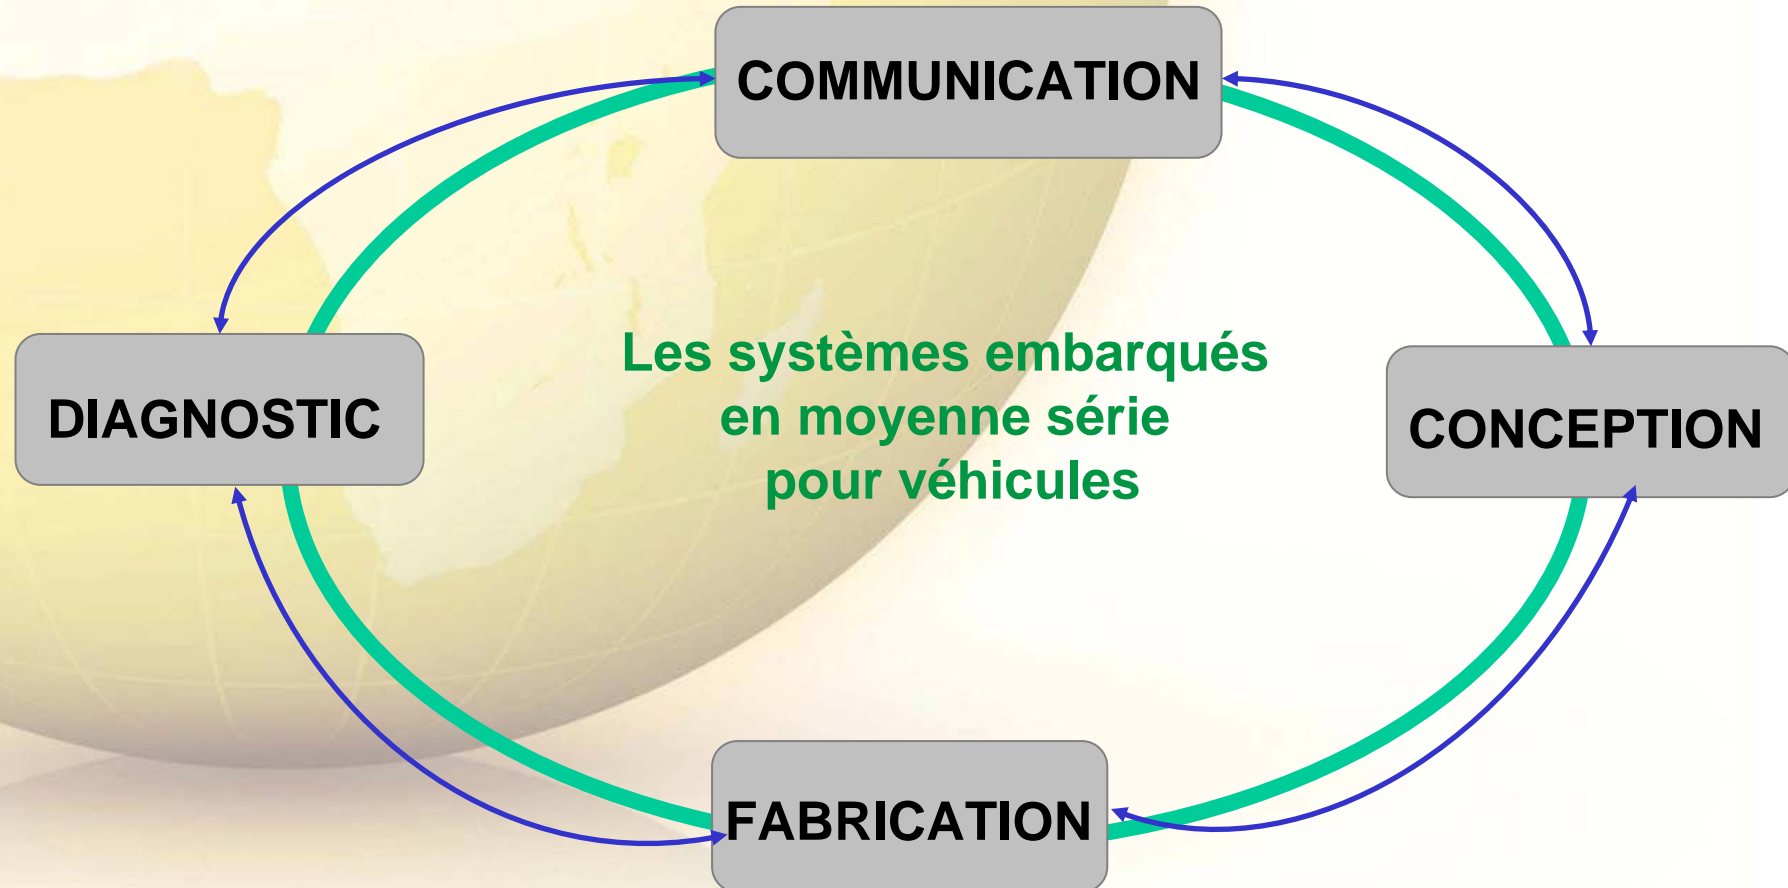 COMMUNICATION
DIAGNOSTIC
Les systèmes embarqués
en moyenne série
pour véhicules
CONCEPTION
FABRICATION